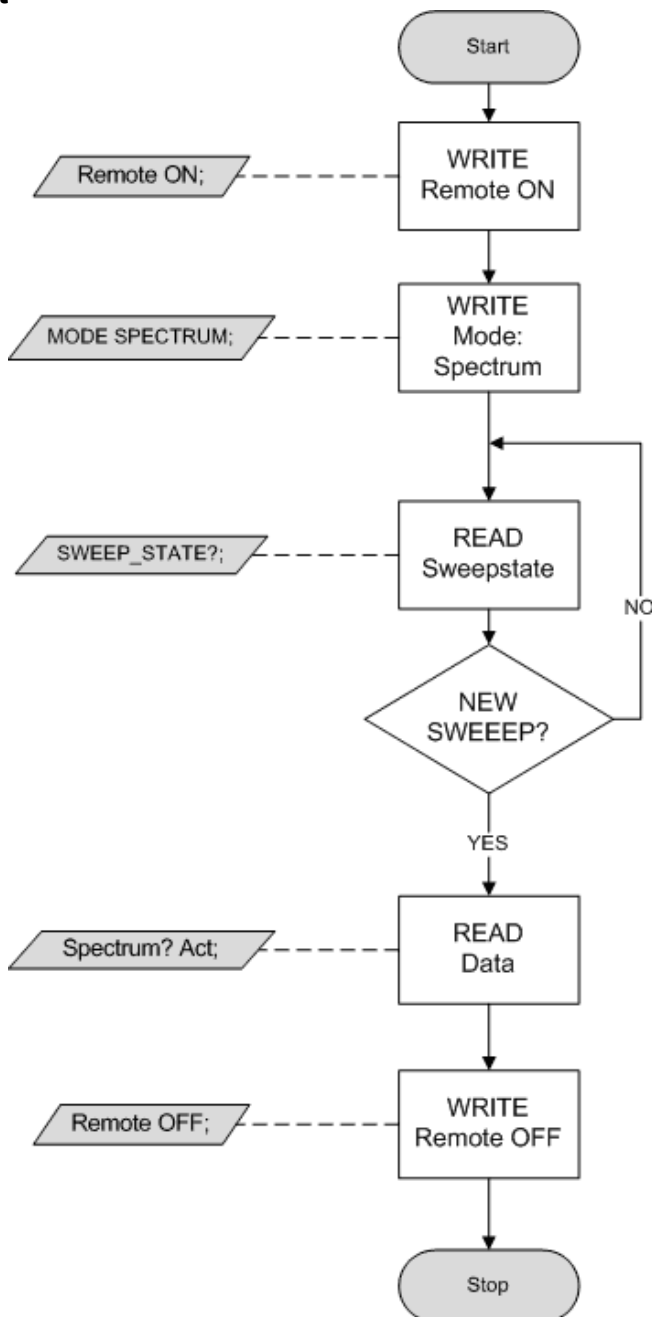 Start
Remote ON;
WRITE
Remote ON
MODE SPECTRUM;
WRITE
Mode:
Spectrum
SWEEP_STATE?;
READ
Sweepstate
NO
NEW
SWEEEP?
YES
Spectrum? Act;
READ
Data
Remote OFF;
WRITE
Remote OFF
Stop